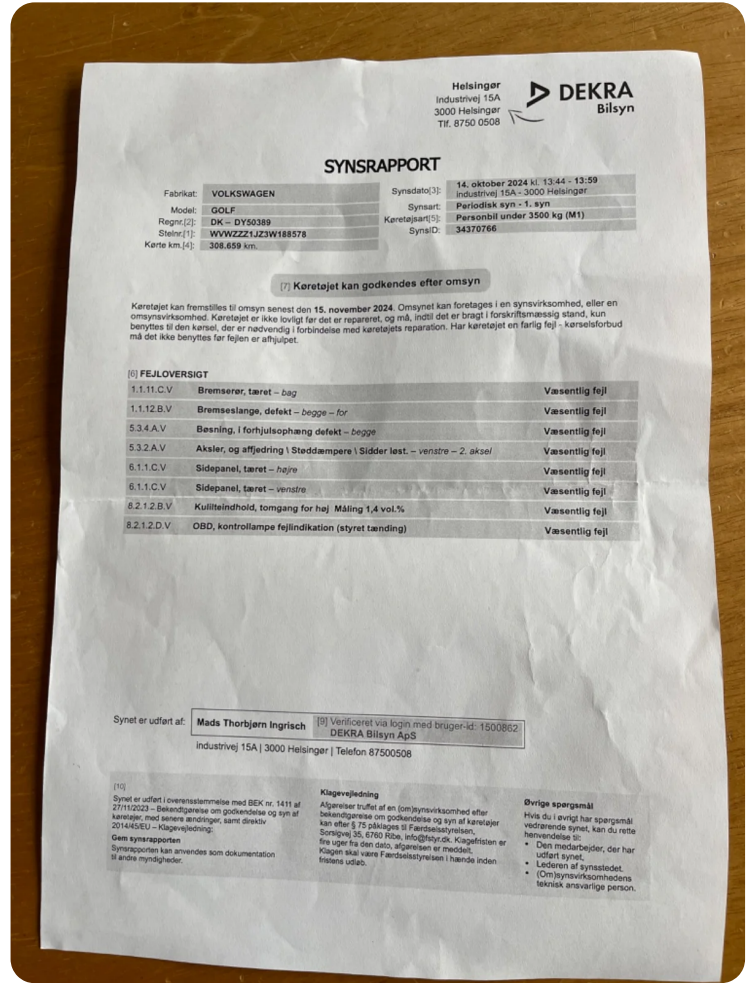 Helsingør
Industrivej 15A
3000 Helsingør
Tlf. 8750 0508
DEKRA
Bilsyn
SYNSRAPPORT
Fabrikat: VOLKSWAGEN
Model: GOLF
Regnr.[2]: DK – DY50389
Stelnr.[1]: WVWZZZ1JZ3W188578
Kørte km.[4]: 308.659 km.
Synsdato[3]: 14. oktober 2024 kl. 13:44 - 13:59
Industrivej 15A - 3000 Helsingør
Synsart: Periodisk syn - 1. syn
Køretøjsart[5]: Personbil under 3500 kg (M1)
SynsID: 34370766
[7] Køretøjet kan godkendes efter omsyn
Køretøjet kan fremstilles til omsyn senest den 15. november 2024. Omsynet kan foretages i en synsvirksomhed, eller en
omsynsvirksomhed. Køretøjet er ikke lovligt før det er repareret, og må, indtil det er bragt i forskriftsmæssig stand, kun
benyttes til den kørsel, der er nødvendig i forbindelse med køretøjets reparation. Har køretøjet en farlig fejl - kørselsforbud
må det ikke benyttes før fejlen er afhjulpet.
[6] FEJLOVERSIGT
1.1.11.C.V Bremserør, tæret – bag Væsentlig fejl
1.1.12.B.V Bremseslange, defekt – begge – for Væsentlig fejl
5.3.4.A.V Bøsning, i forhjulsophæng defekt – begge Væsentlig fejl
5.3.2.A.V Aksler, og affjedring \ Støddæmpere \ Sidder løst. – venstre – 2. aksel Væsentlig fejl
6.1.1.C.V Sidepanel, tæret – højre Væsentlig fejl
6.1.1.C.V Sidepanel, tæret – venstre Væsentlig fejl
8.2.1.2.B.V Kulilteindhold, tomgang for høj Måling 1,4 vol.% Væsentlig fejl
8.2.1.2.D.V OBD, kontrollampe fejlindikation (styret tænding) Væsentlig fejl
Synet er udført af: Mads Thorbjørn Ingrisch
[9] Verificeret via login med bruger-id: 1500862
DEKRA Bilsyn ApS
Industrivej 15A | 3000 Helsingør | Telefon 87500508
[10]
Synet er udført i overensstemmelse med BEK nr. 1411 af
27/11/2023 – Bekendtgørelse om godkendelse og syn af
køretøjer, med senere ændringer, samt direktiv
2014/45/EU – Klagevejledning:
Gem synsrapporten
Synsrapporten kan anvendes som dokumentation
til andre myndigheder.
Klagevejledning
Afgørelser truffet af en (om)synsvirksomhed efter
bekendtgørelse om godkendelse og syn af køretøjer
kan efter § 75 påklages til Færdselsstyrelsen,
Sorsigvej 35, 6760 Ribe, info@fstyr.dk. Klagefristen er
fire uger fra den dato, afgørelsen er meddelt.
Klagen skal være Færdselsstyrelsen i hænde inden
fristens udløb.
Øvrige spørgsmål
Hvis du i øvrigt har spørgsmål
vedrørende synet, kan du rette
henvendelse til:
• Den medarbejder, der har
udført synet,
• Lederen af synsstedet.
• (Om)synsvirksomhedens
teknisk ansvarlige person.